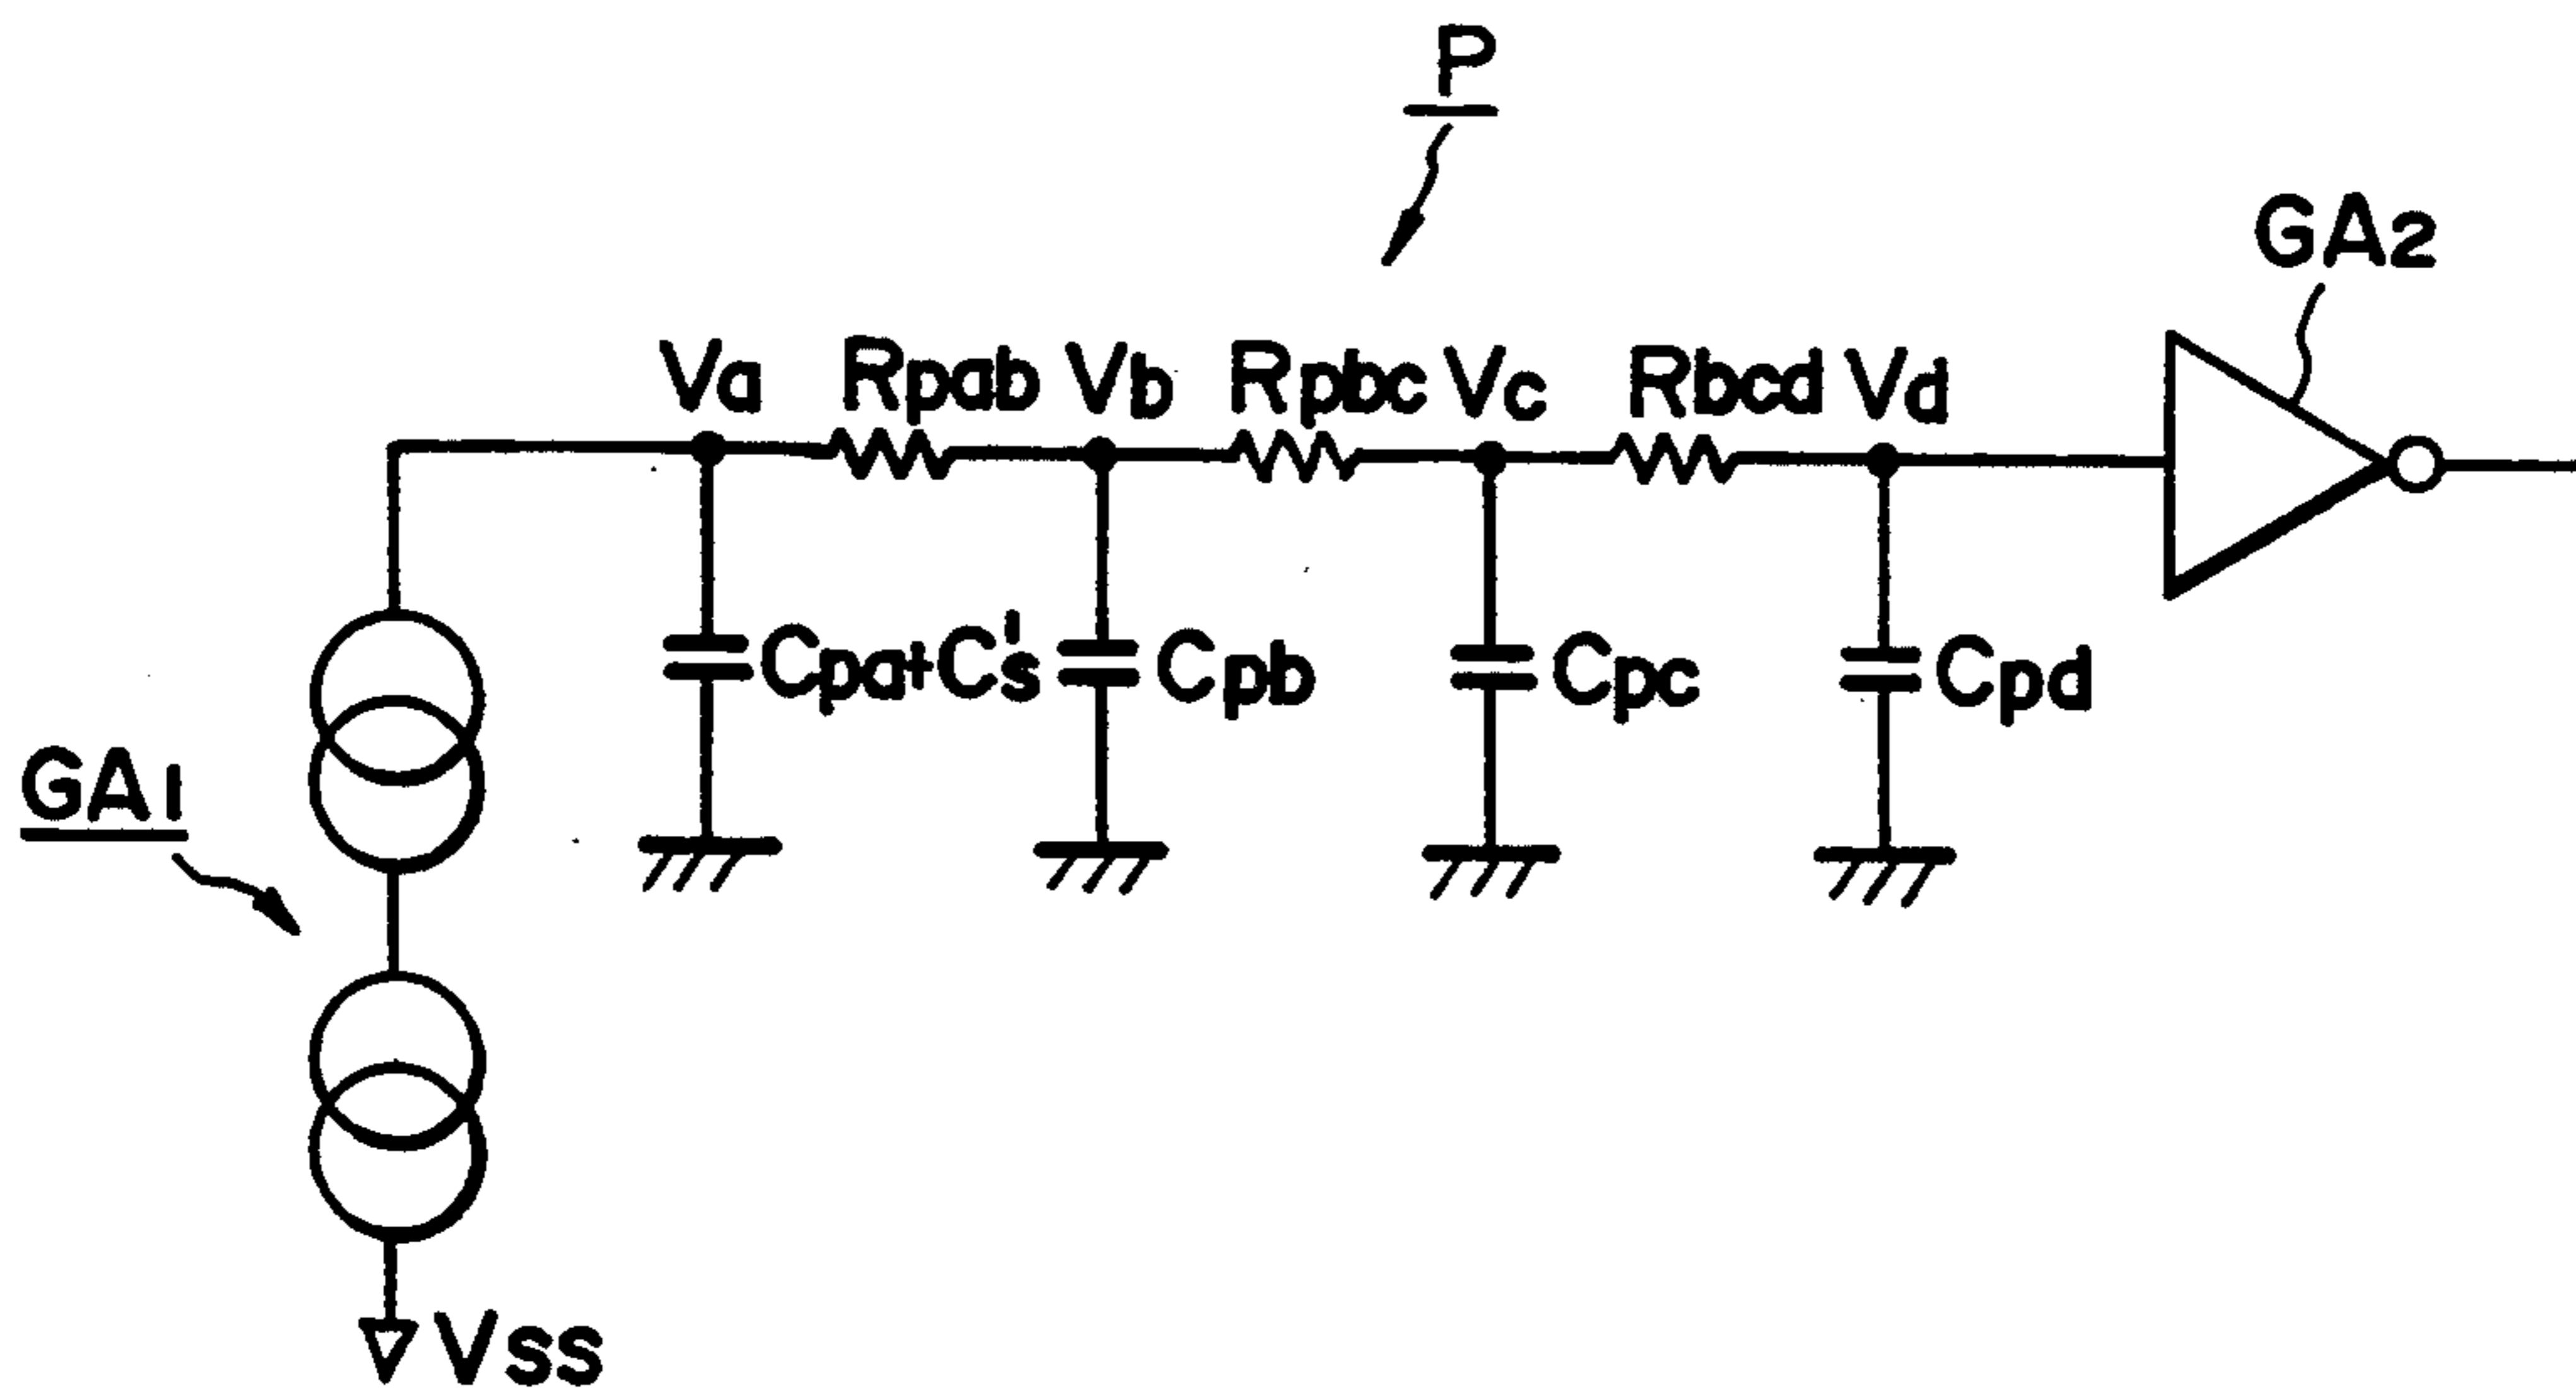 P
GA2
Va Rpab Vb Rpbc Vc Rbcd Vd
Cpa+C's Cpb Cpc Cpd
GA1
Vss